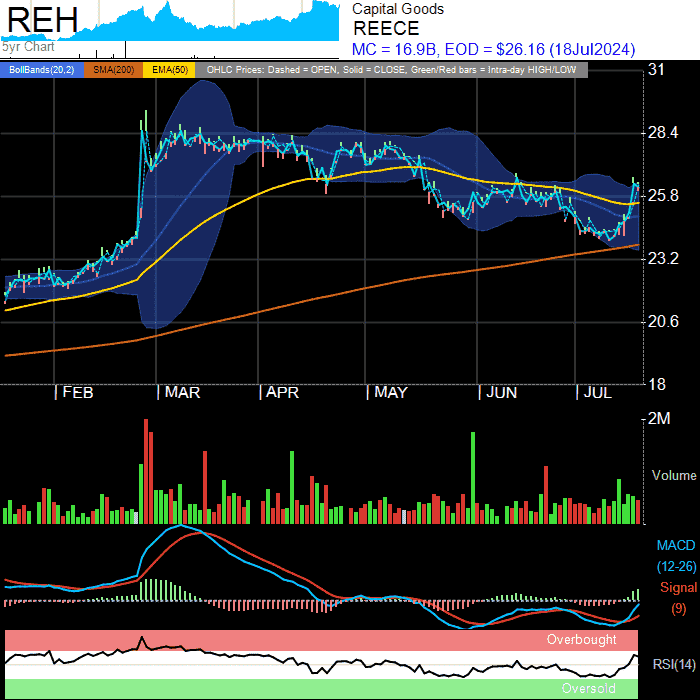 REH
5yr Chart
Capital Goods
REECE
MC = 16.9B, EOD = $26.16 (18Jul2024)
BollBands(20,2) SMA(200) EMA(50) OHLC Prices: Dashed = OPEN, Solid = CLOSE, Green/Red bars = Intra-day HIGH/LOW
31
28.4
25.8
23.2
20.6
18
FEB MAR APR MAY JUN JUL
2M
Volume
MACD
(12-26)
Signal
(9)
Overbought
RSI(14)
Oversold